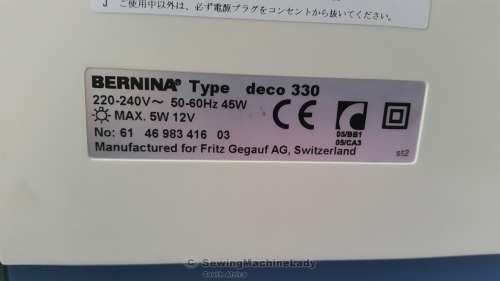 ご使用中以外は、必ず電源プラグをコンセントから抜いてください。
BERNINA® Type deco 330
220-240V～ 50-60Hz 45W
MAX. 5W 12V
No: 61 46 983 416 03
Manufactured for Fritz Gegauf AG, Switzerland
CE
05/BB1
05/CA3
st2
© SewingMachineLady
South Africa